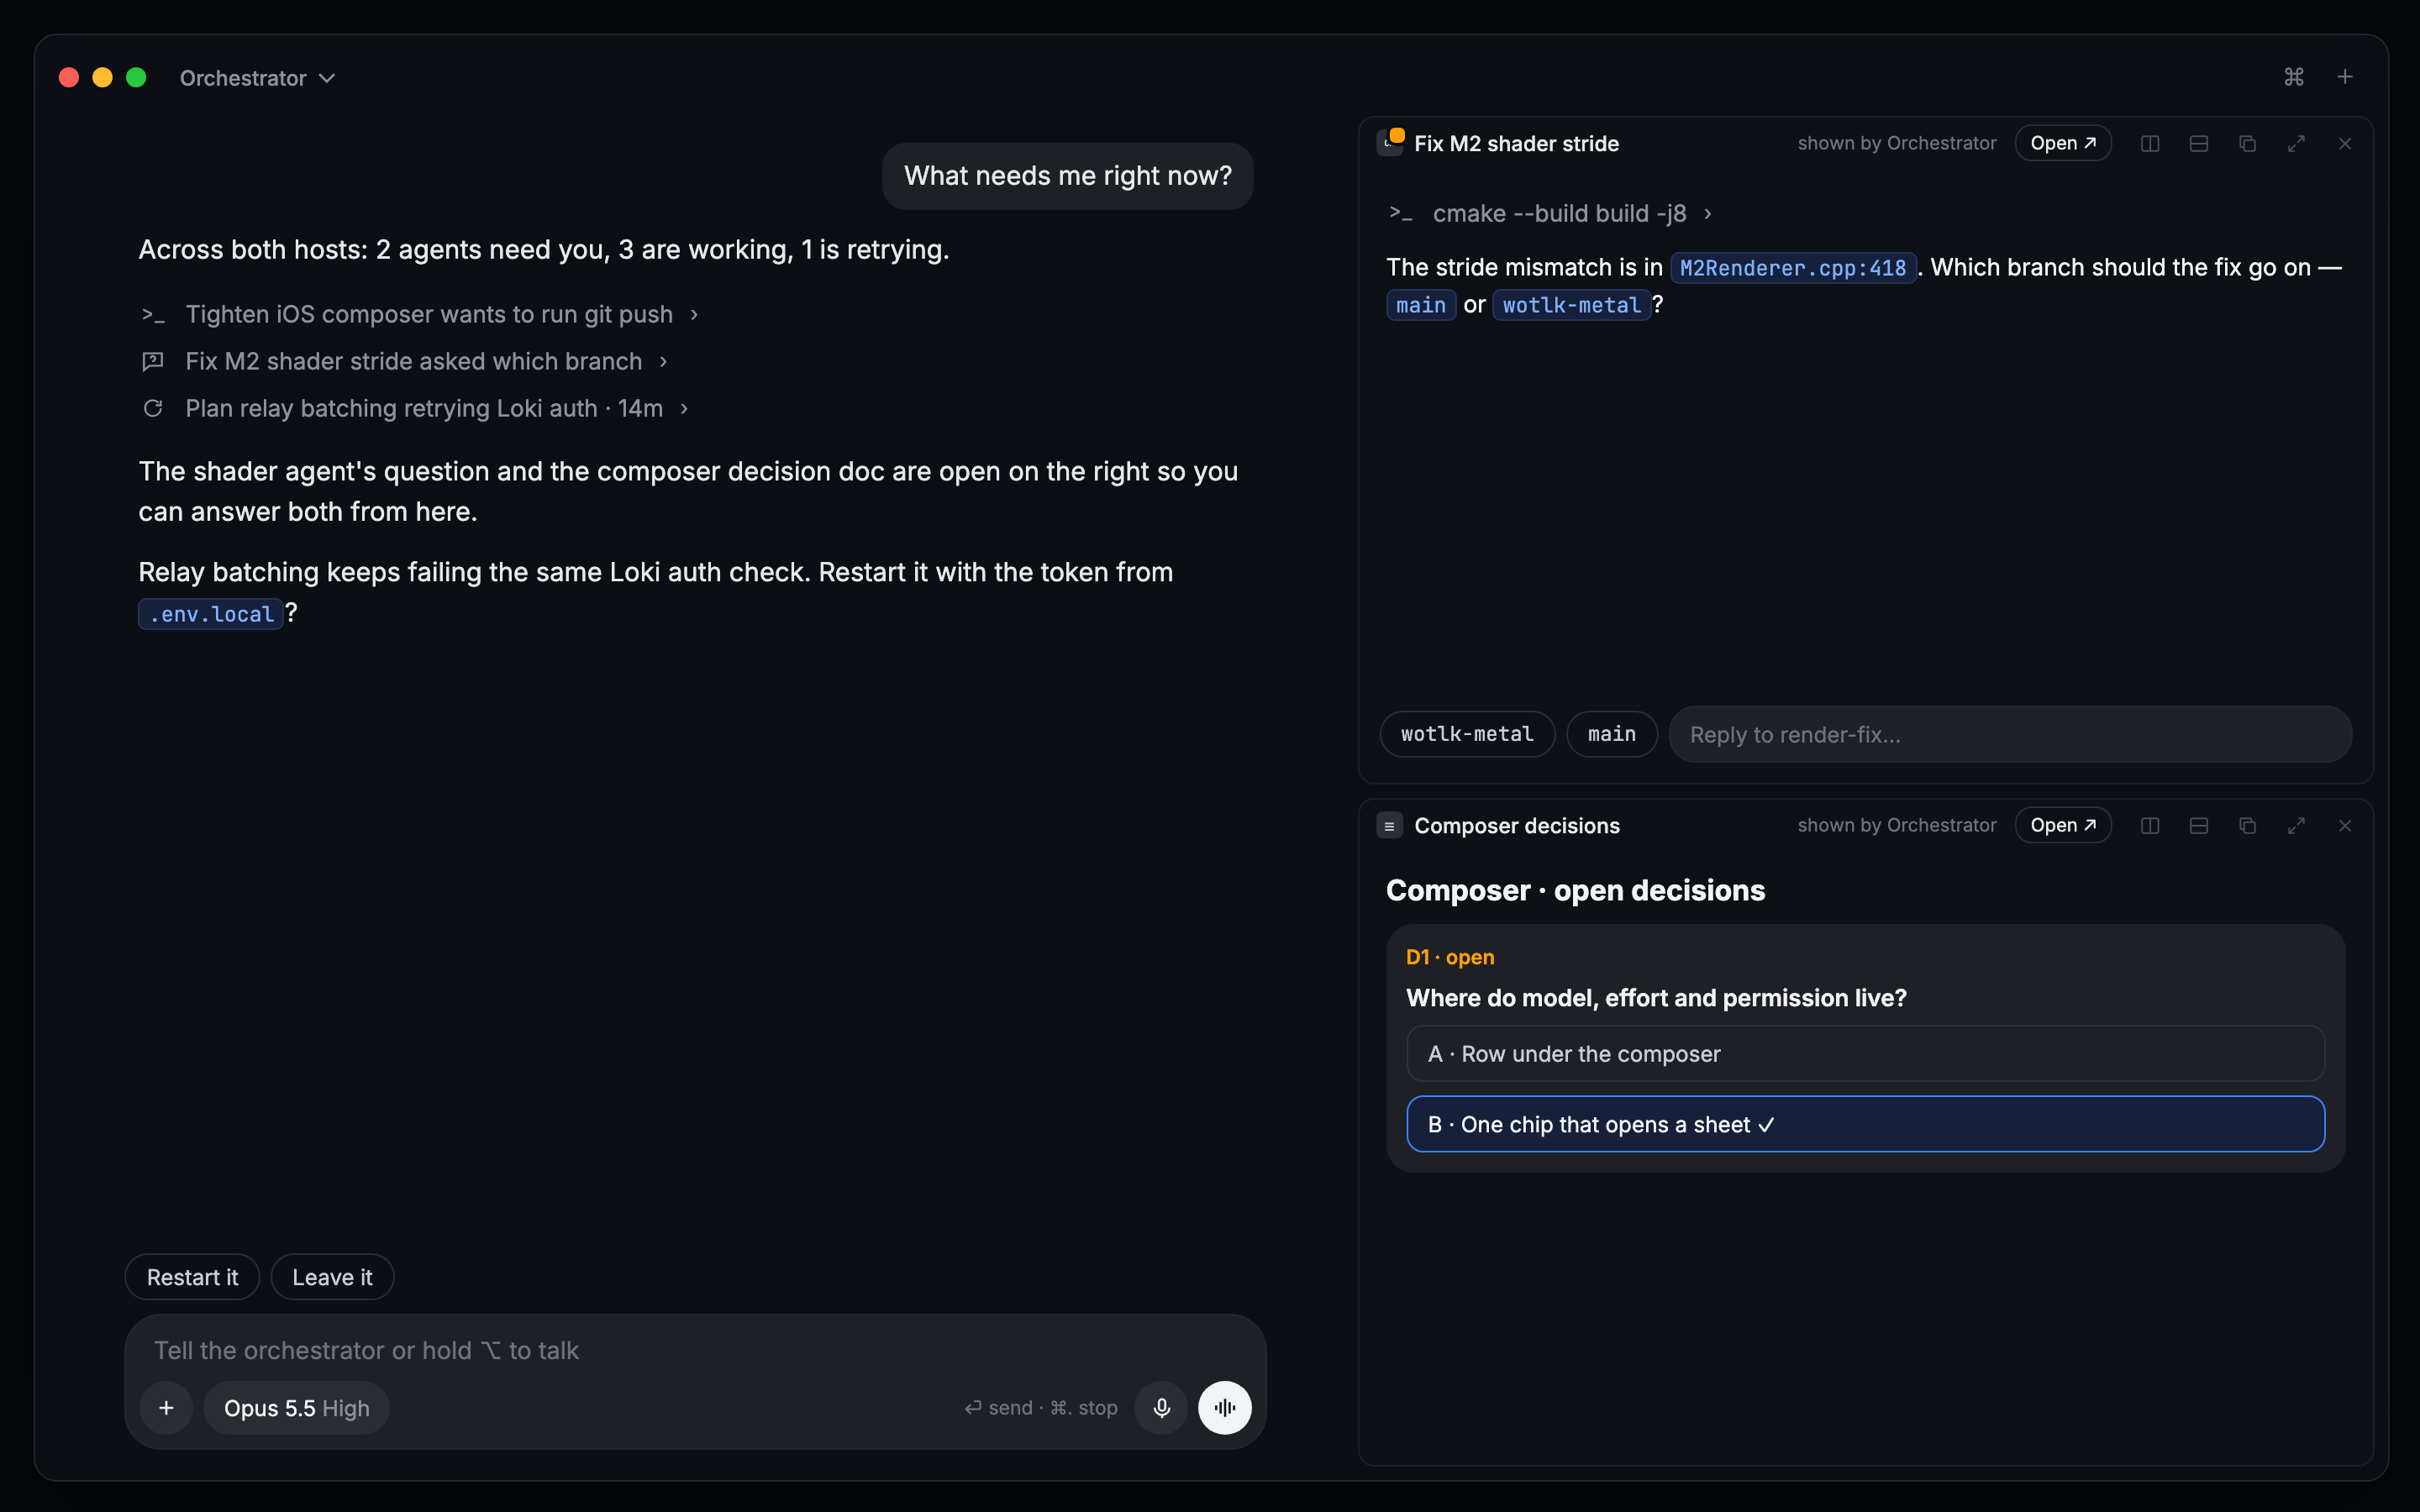 Orchestrator
⌘ +
What needs me right now?
Across both hosts: 2 agents need you, 3 are working, 1 is retrying.
>_ Tighten iOS composer wants to run git push ›
Fix M2 shader stride asked which branch ›
Plan relay batching retrying Loki auth · 14m ›
The shader agent's question and the composer decision doc are open on the right so you
can answer both from here.
Relay batching keeps failing the same Loki auth check. Restart it with the token from
.env.local?
Restart it
Leave it
Tell the orchestrator or hold ⌥ to talk
+ Opus 5.5 High
⏎ send · ⌘. stop
Fix M2 shader stride
shown by Orchestrator
Open ↗
>_ cmake --build build -j8 ›
The stride mismatch is in M2Renderer.cpp:418. Which branch should the fix go on —
main or wotlk-metal?
wotlk-metal
main
Reply to render-fix...
Composer decisions
shown by Orchestrator
Open ↗
Composer · open decisions
D1 · open
Where do model, effort and permission live?
A · Row under the composer
B · One chip that opens a sheet ✓